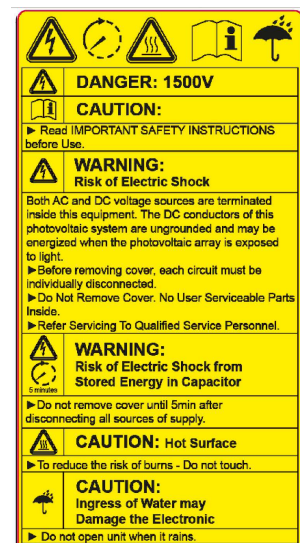 DANGER: 1500V
CAUTION:
► Read IMPORTANT SAFETY INSTRUCTIONS
before Use.
WARNING:
Risk of Electric Shock
Both AC and DC voltage sources are terminated
inside this equipment. The DC conductors of this
photovoltaic system are ungrounded and may be
energized when the photovoltaic array is exposed
to light.
►Before removing cover, each circuit must be
individually disconnected.
►Do Not Remove Cover. No User Serviceable Parts
Inside.
►Refer Servicing To Qualified Service Personnel.
WARNING:
Risk of Electric Shock from
Stored Energy in Capacitor
5 minutes
►Do not remove cover until 5min after
disconnecting all sources of supply.
CAUTION: Hot Surface
►To reduce the risk of burns - Do not touch.
CAUTION:
Ingress of Water may
Damage the Electronic
► Do not open unit when it rains.